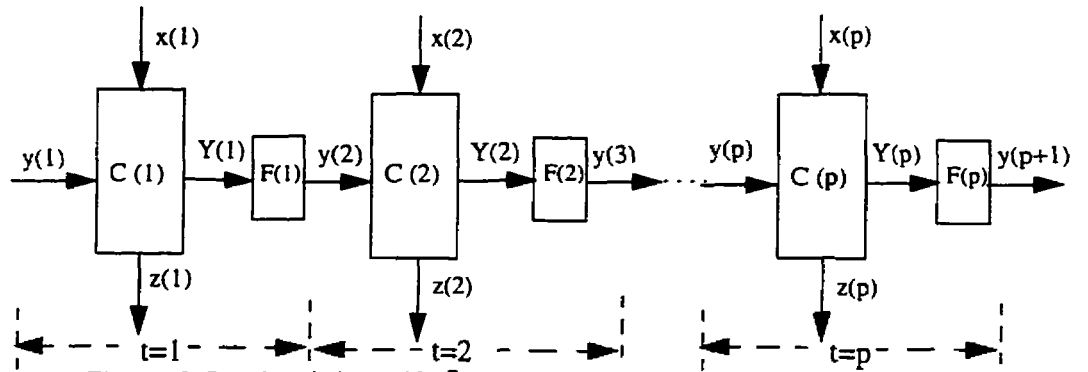 x(1) x(2) x(p)
y(1) C(1) Y(1) F(1) y(2) C(2) Y(2) F(2) y(3) y(p) C(p) Y(p) F(p) y(p+1)
z(1) z(2) z(p)
t=1 t=2 t=p